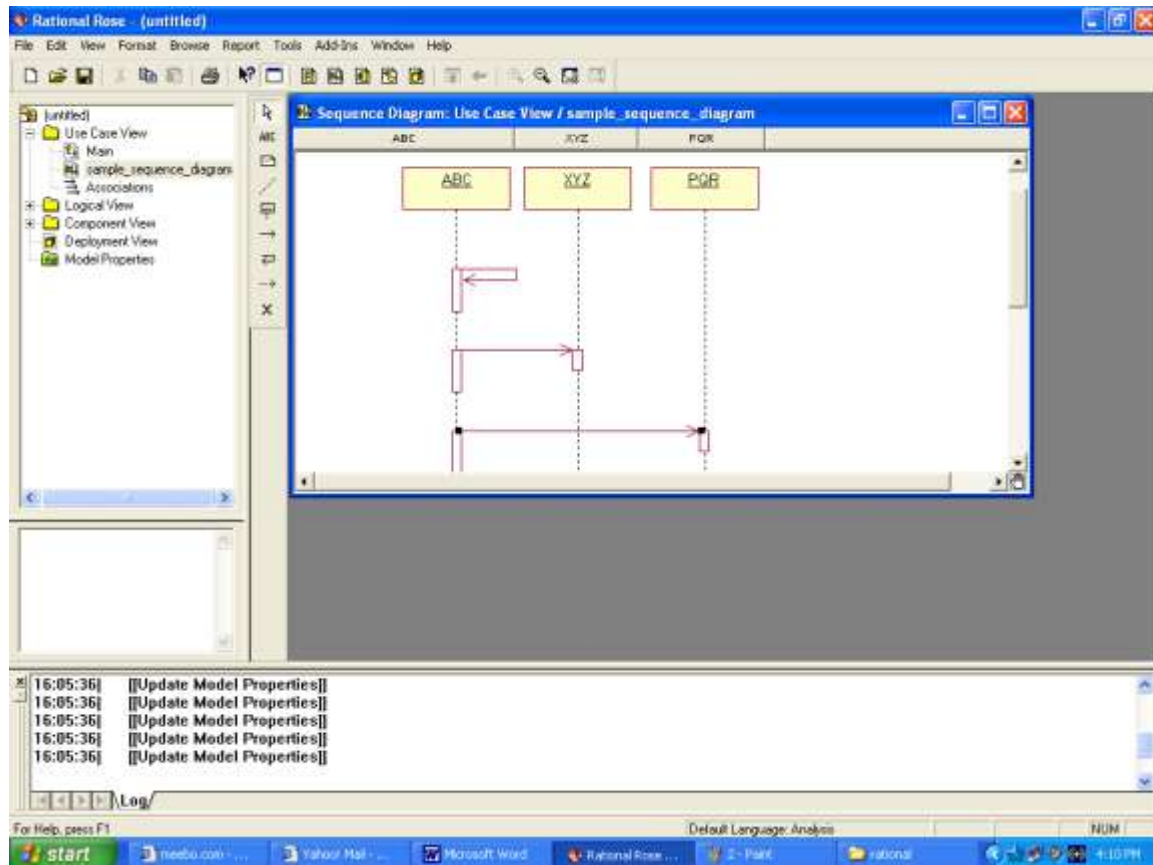 Rational Rose - (untitled)
File Edit View Format Browse Report Tools Add-Ins Window Help
(untitled)
Use Case View
Main
sample_sequence_diagram
Associations
Logical View
Component View
Deployment View
Model Properties
ABC
Sequence Diagram: Use Case View / sample_sequence_diagram
ABC XYZ PQR
ABC XYZ PQR
16:05:36| [[Update Model Properties]]
16:05:36| [[Update Model Properties]]
16:05:36| [[Update Model Properties]]
16:05:36| [[Update Model Properties]]
16:05:36| [[Update Model Properties]]
Log
For Help, press F1 Default Language: Analysis NUM
start meebo.com - ... Yahoo! Mail - ... Microsoft Word Rational Rose ... 2 - Paint rational 4:10 PM